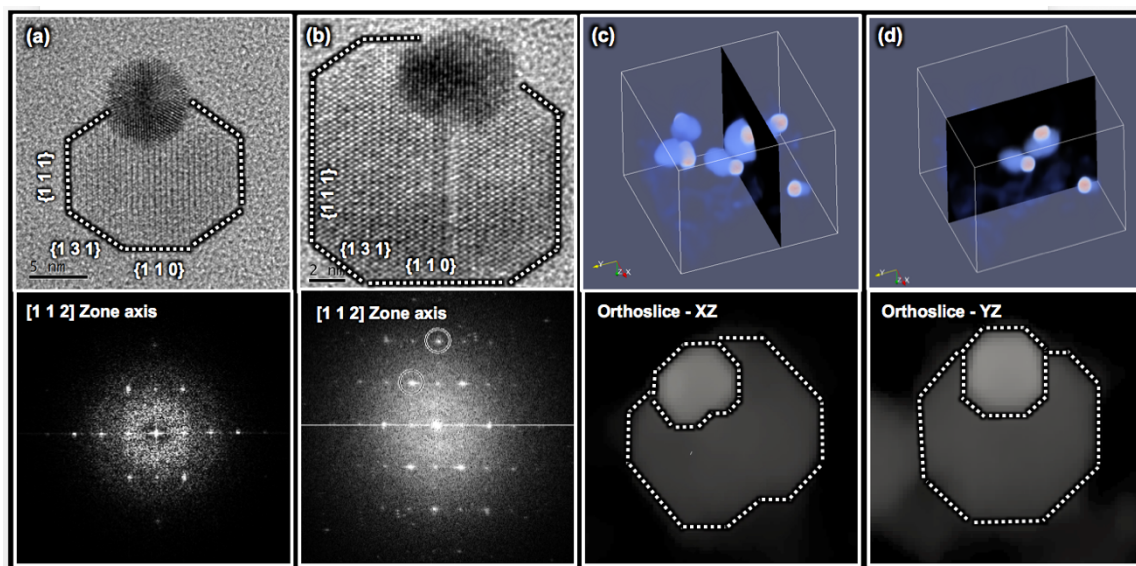 (a)
{1 1 1}
{1 3 1}
{1 1 0}
5 nm
(b)
{1 1 1}
{1 3 1}
{1 1 0}
2 nm
(c)
Y
Z
X
(d)
Y
Z
X
[1 1 2] Zone axis
[1 1 2] Zone axis
Orthoslice - XZ
Orthoslice - YZ